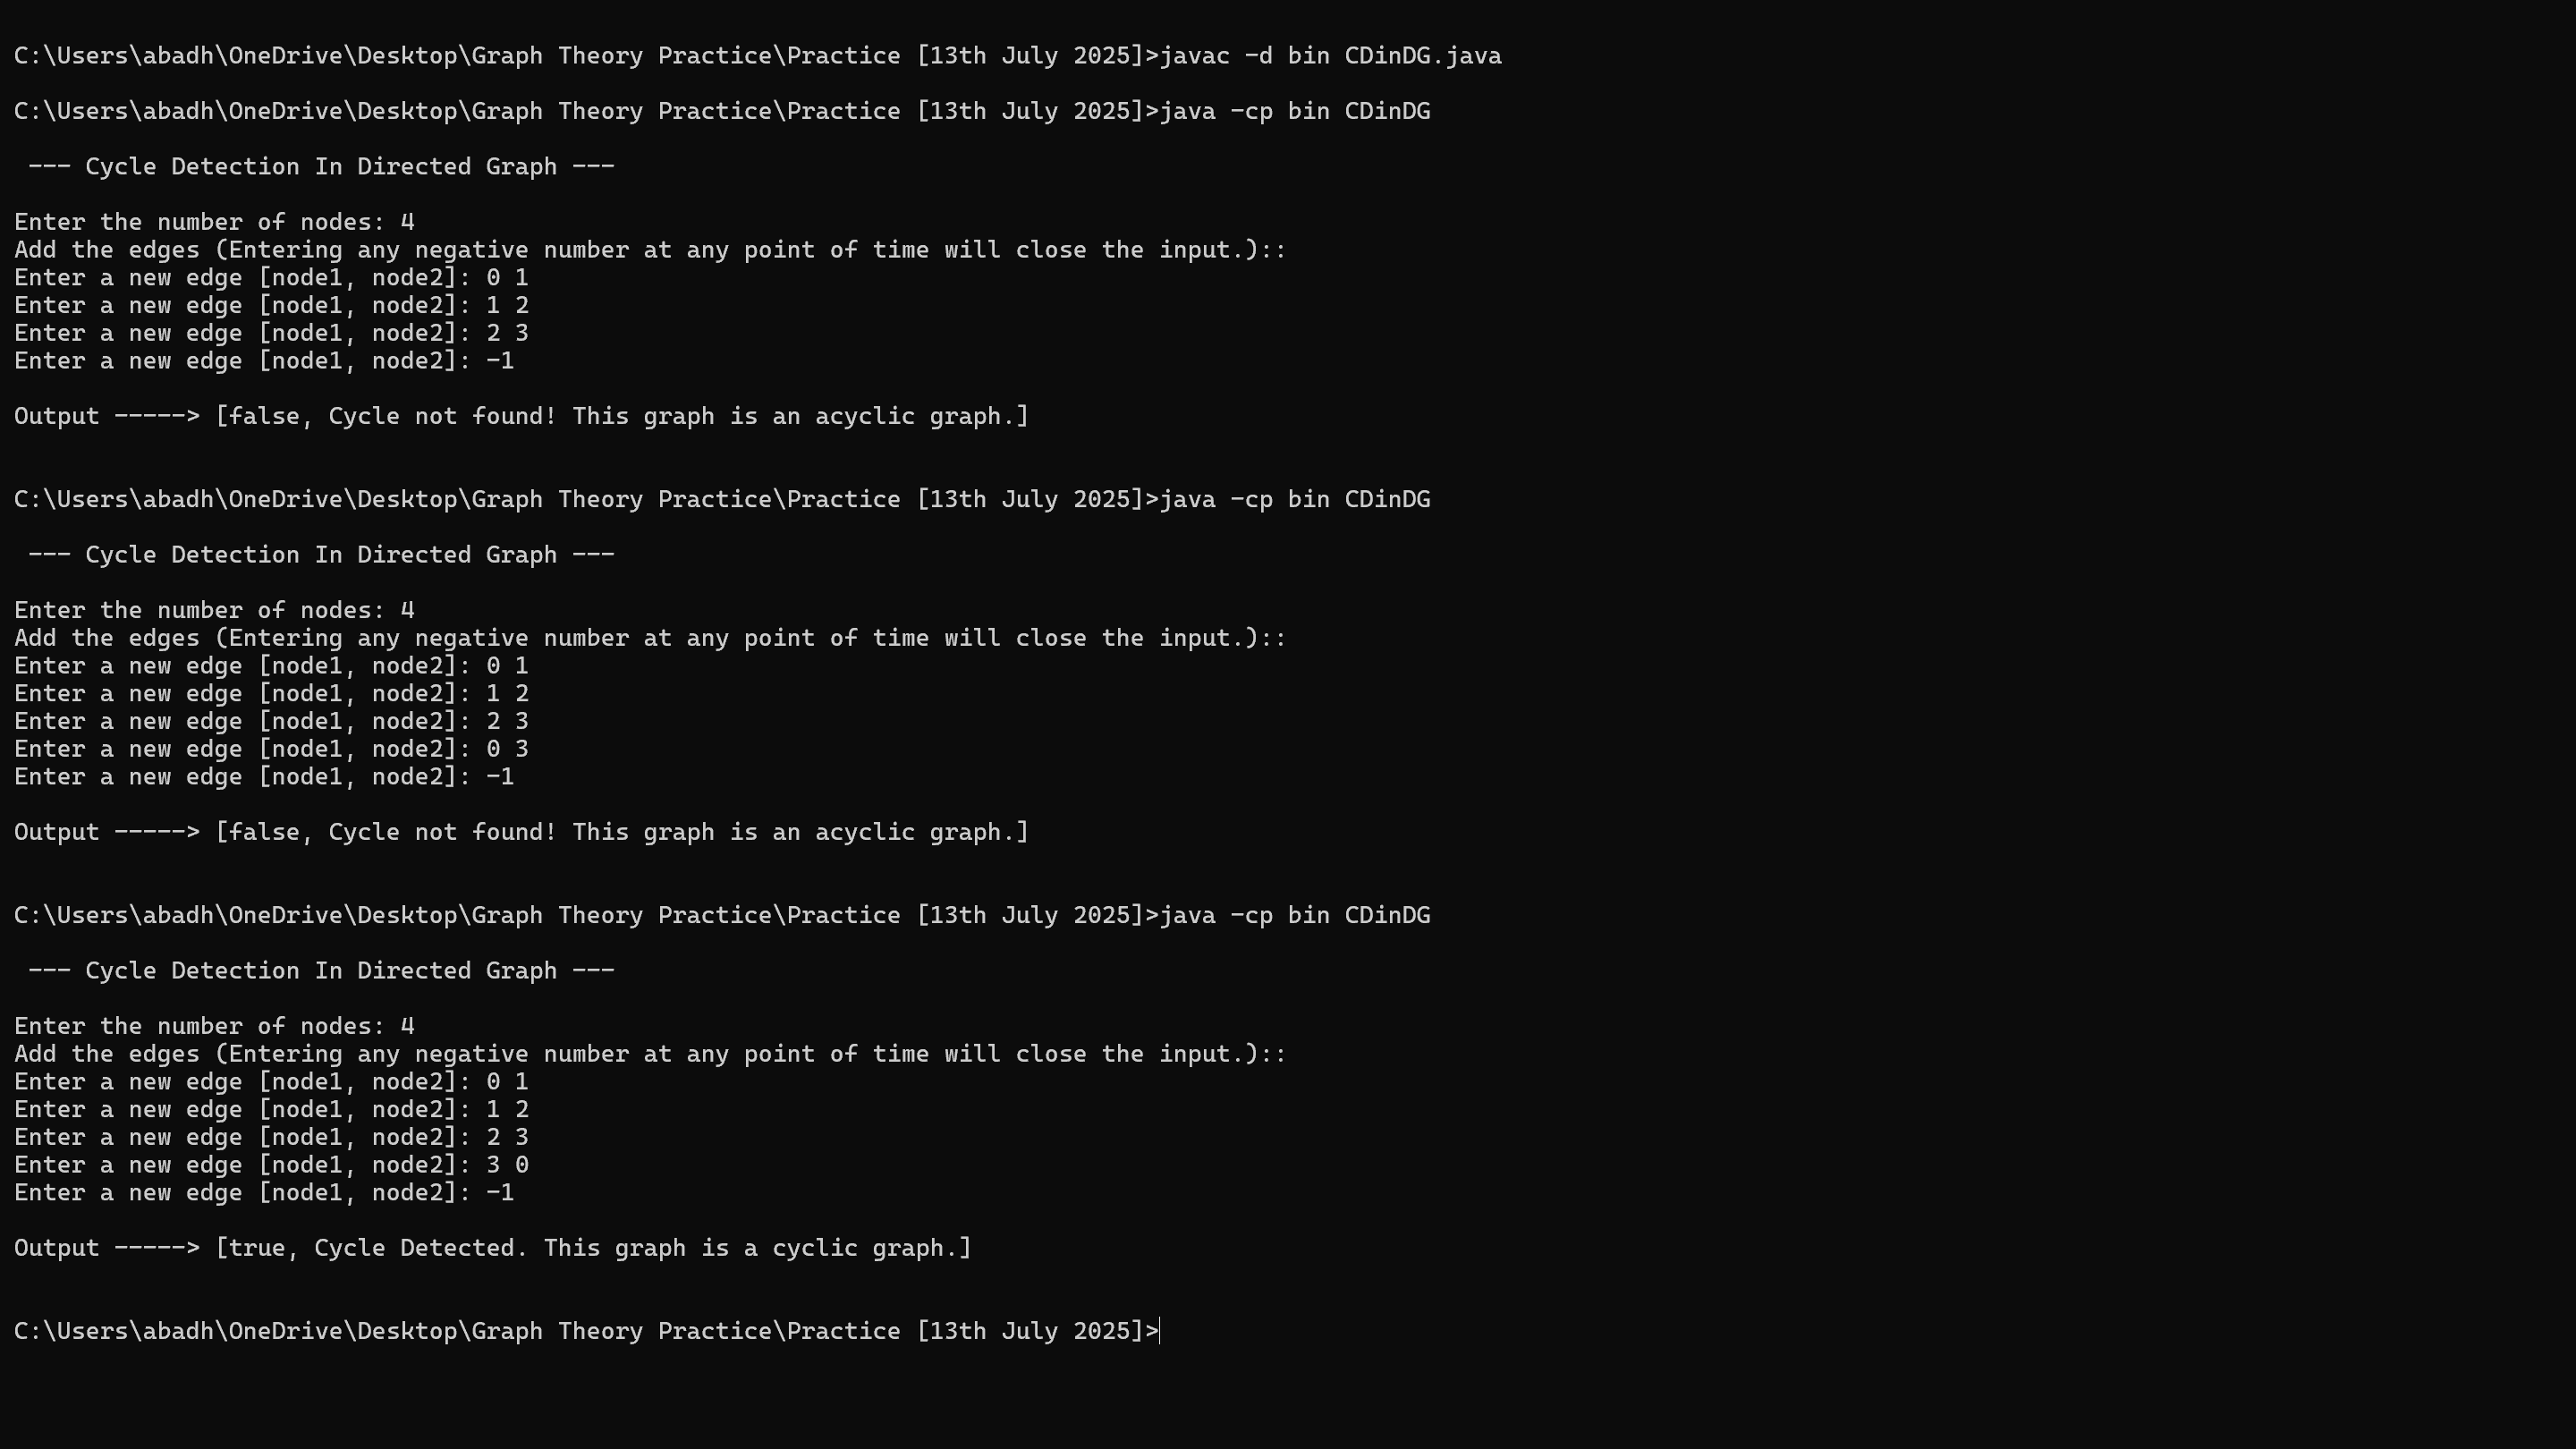 C:\Users\abadh\OneDrive\Desktop\Graph Theory Practice\Practice [13th July 2025]>javac -d bin CDinDG.java
C:\Users\abadh\OneDrive\Desktop\Graph Theory Practice\Practice [13th July 2025]>java -cp bin CDinDG
--- Cycle Detection In Directed Graph ---
Enter the number of nodes: 4
Add the edges (Entering any negative number at any point of time will close the input.)::
Enter a new edge [node1, node2]: 0 1
Enter a new edge [node1, node2]: 1 2
Enter a new edge [node1, node2]: 2 3
Enter a new edge [node1, node2]: -1
Output -----> [false, Cycle not found! This graph is an acyclic graph.]
C:\Users\abadh\OneDrive\Desktop\Graph Theory Practice\Practice [13th July 2025]>java -cp bin CDinDG
--- Cycle Detection In Directed Graph ---
Enter the number of nodes: 4
Add the edges (Entering any negative number at any point of time will close the input.)::
Enter a new edge [node1, node2]: 0 1
Enter a new edge [node1, node2]: 1 2
Enter a new edge [node1, node2]: 2 3
Enter a new edge [node1, node2]: 0 3
Enter a new edge [node1, node2]: -1
Output -----> [false, Cycle not found! This graph is an acyclic graph.]
C:\Users\abadh\OneDrive\Desktop\Graph Theory Practice\Practice [13th July 2025]>java -cp bin CDinDG
--- Cycle Detection In Directed Graph ---
Enter the number of nodes: 4
Add the edges (Entering any negative number at any point of time will close the input.)::
Enter a new edge [node1, node2]: 0 1
Enter a new edge [node1, node2]: 1 2
Enter a new edge [node1, node2]: 2 3
Enter a new edge [node1, node2]: 3 0
Enter a new edge [node1, node2]: -1
Output -----> [true, Cycle Detected. This graph is a cyclic graph.]
C:\Users\abadh\OneDrive\Desktop\Graph Theory Practice\Practice [13th July 2025]>